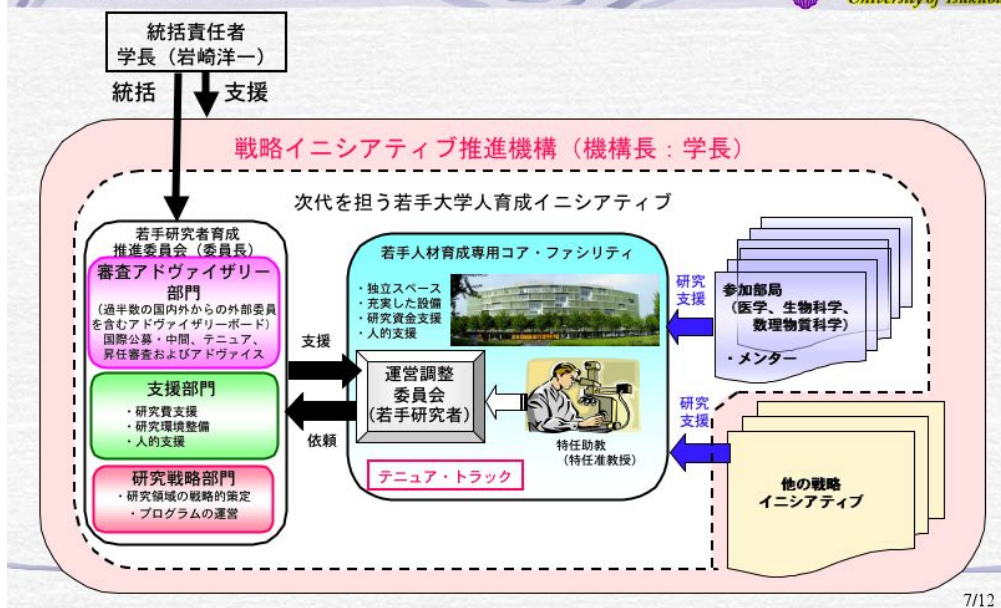 University of Tsukuba
統括責任者
学長（岩崎洋一）
統括
支援
戦略イニシアティブ推進機構（機構長：学長）
次代を担う若手大学人育成イニシアティブ
若手研究者育成
推進委員会（委員長）
審査アドヴァイザリー
部門
（過半数の国内外からの外部委員
を含むアドヴァイザリーボード）
国際公募・中間、テニュア、
昇任審査およびアドヴァイス
支援部門
・研究費支援
・研究環境整備
・人的支援
研究戦略部門
・研究領域の戦略的策定
・プログラムの運営
支援
依頼
若手人材育成専用コア・ファシリティ
・独立スペース
・充実した設備
・研究資金支援
・人的支援
運営調整
委員会
（若手研究者）
特任助教
（特任准教授）
テニュア・トラック
研究
支援
参加部局
（医学、生物科学、
数理物質科学）
・メンター
研究
支援
他の戦略
イニシアティブ
7/12